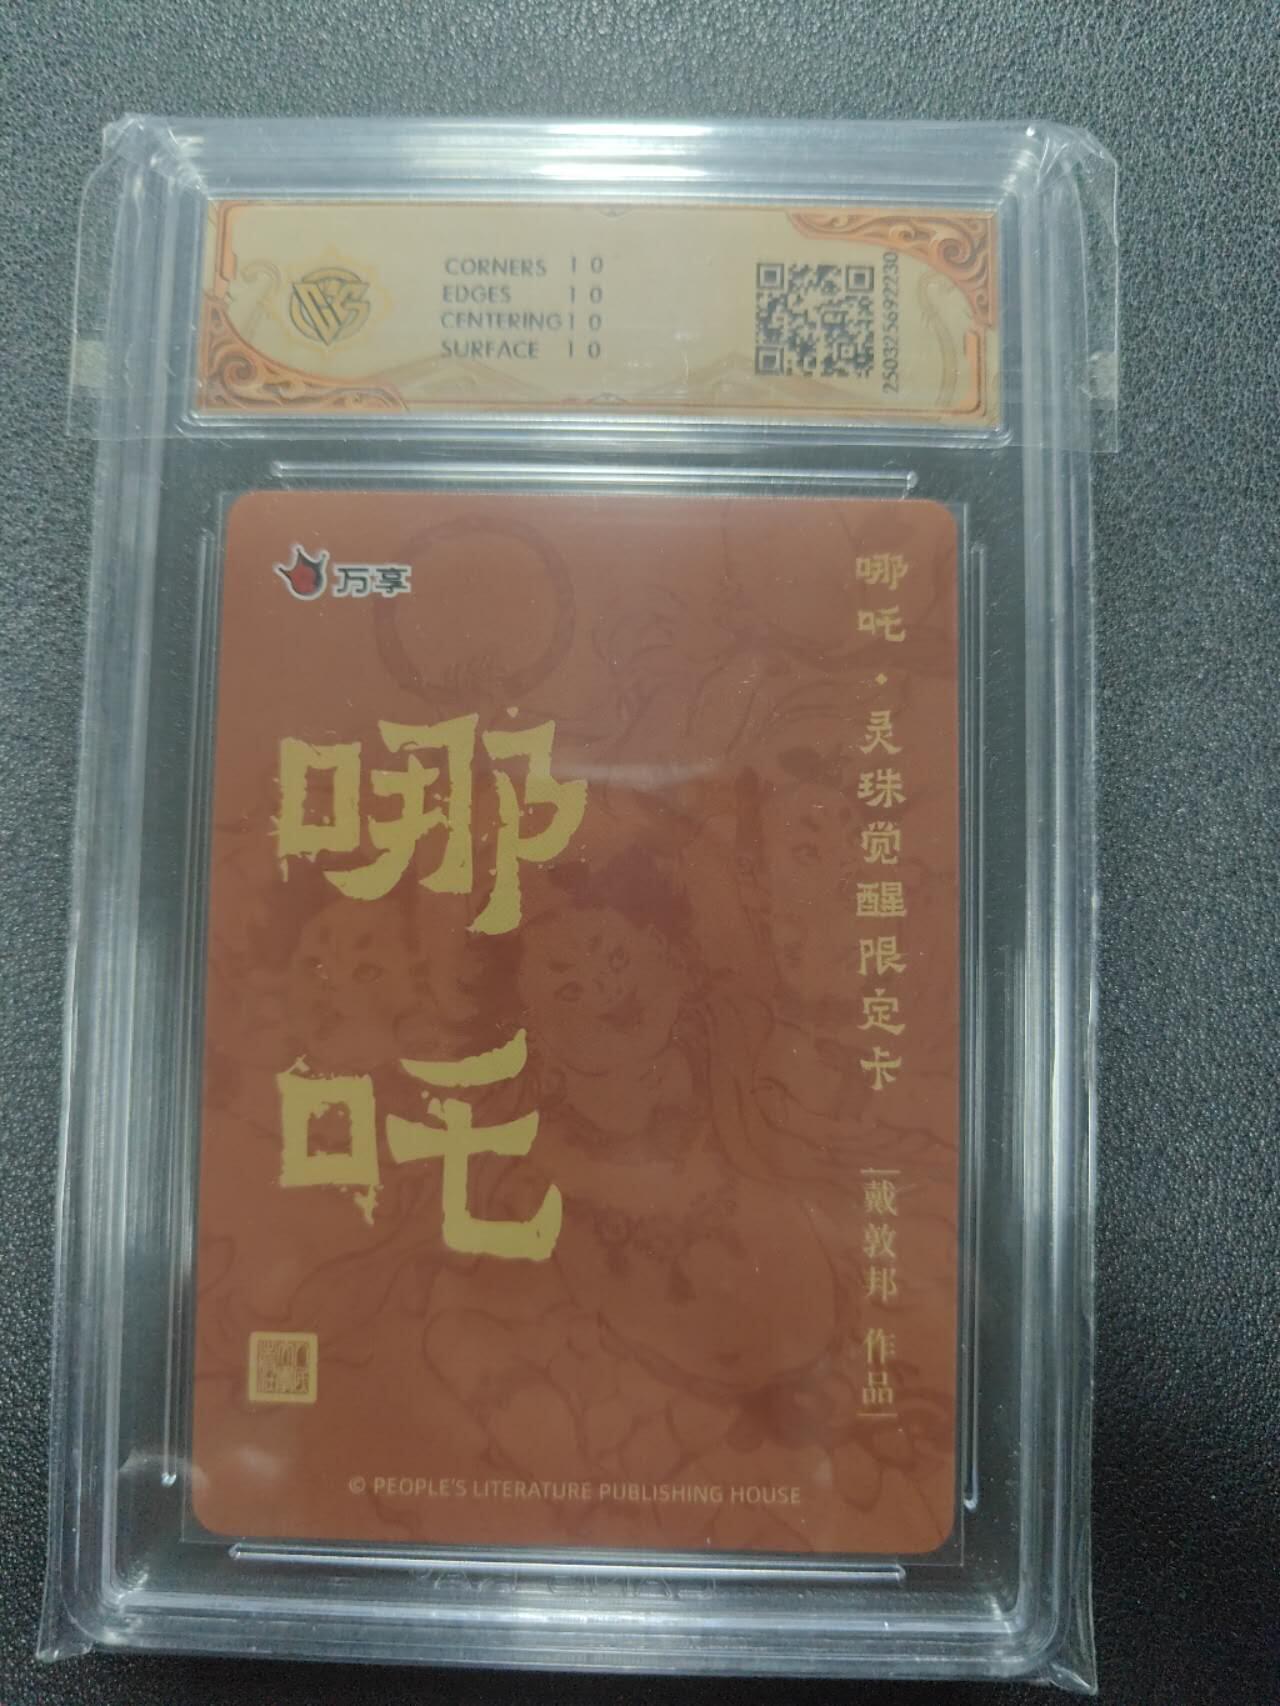 CORNERS 10
EDGES 10
CENTERING 10
SURFACE 10
25032569230
万享
哪吒
哪吒·灵珠觉醒限定卡
戴敦邦 作品
© PEOPLE'S LITERATURE PUBLISHING HOUSE